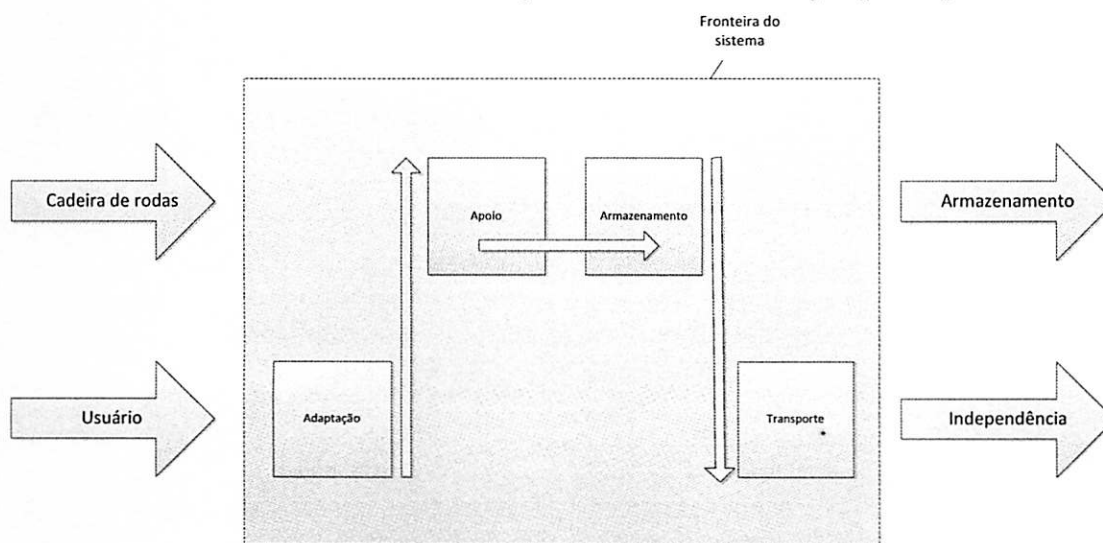 Fronteira do
sistema
Cadeira de rodas
Apoio
Armazenamento
Armazenamento
Usuário
Adaptação
Transporte
Independência